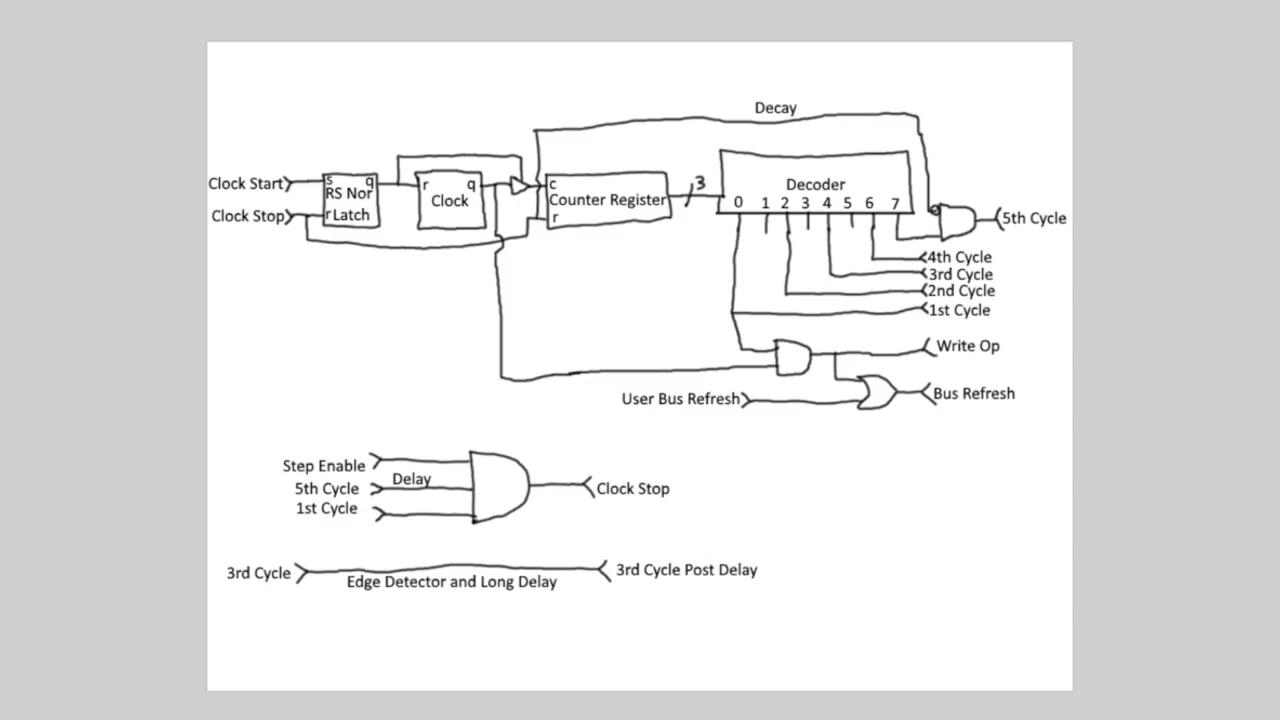 Decay
Clock Start
s
q
RS Nor
Clock Stop
r
Latch
r
q
Clock
c
Counter Register
r
3
Decoder
0 1 2 3 4 5 6 7
5th Cycle
4th Cycle
3rd Cycle
2nd Cycle
1st Cycle
Write Op
User Bus Refresh
Bus Refresh
Step Enable
Delay
5th Cycle
1st Cycle
Clock Stop
3rd Cycle
Edge Detector and Long Delay
3rd Cycle Post Delay